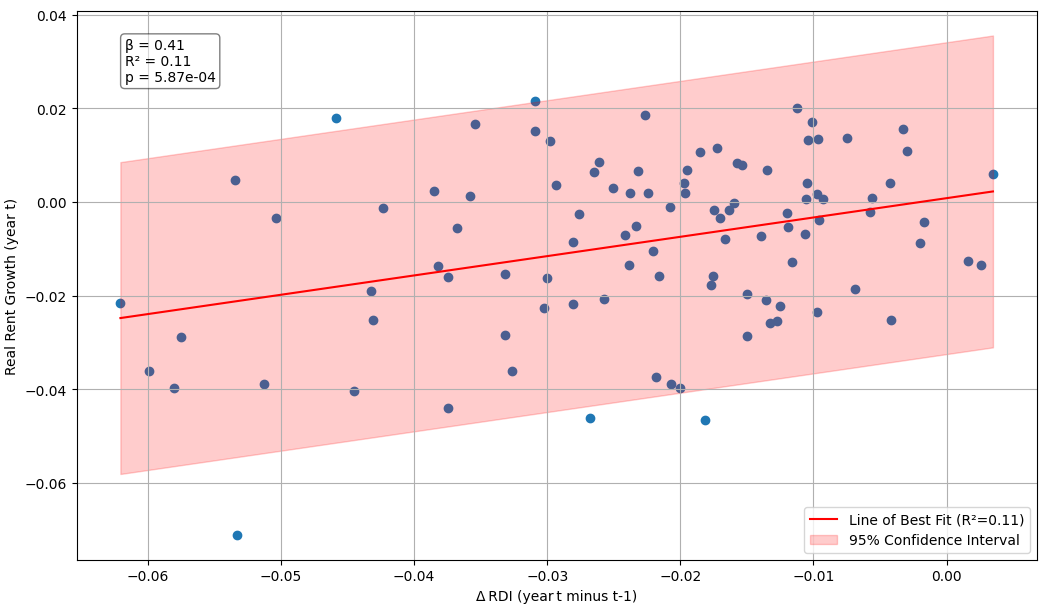 0.04
0.02
0.00
−0.02
−0.04
−0.06
Real Rent Growth (year t)
β = 0.41
R² = 0.11
p = 5.87e-04
Line of Best Fit (R²=0.11)
95% Confidence Interval
−0.06
−0.05
−0.04
−0.03
−0.02
−0.01
0.00
Δ RDI (year t minus t-1)